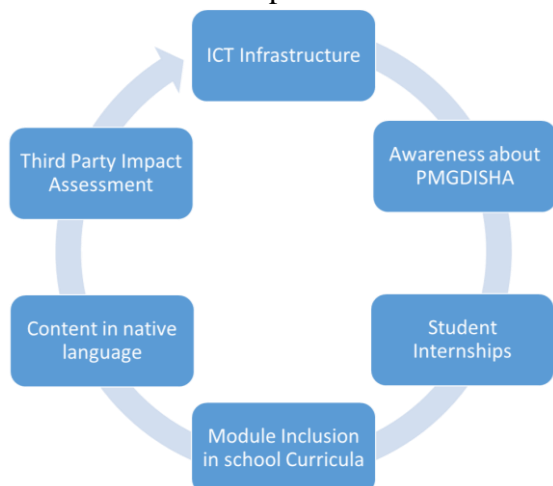 ICT Infrastructure
Awareness about
PMGDISHA
Student
Internships
Module Inclusion
in school Curricula
Content in native
language
Third Party Impact
Assessment